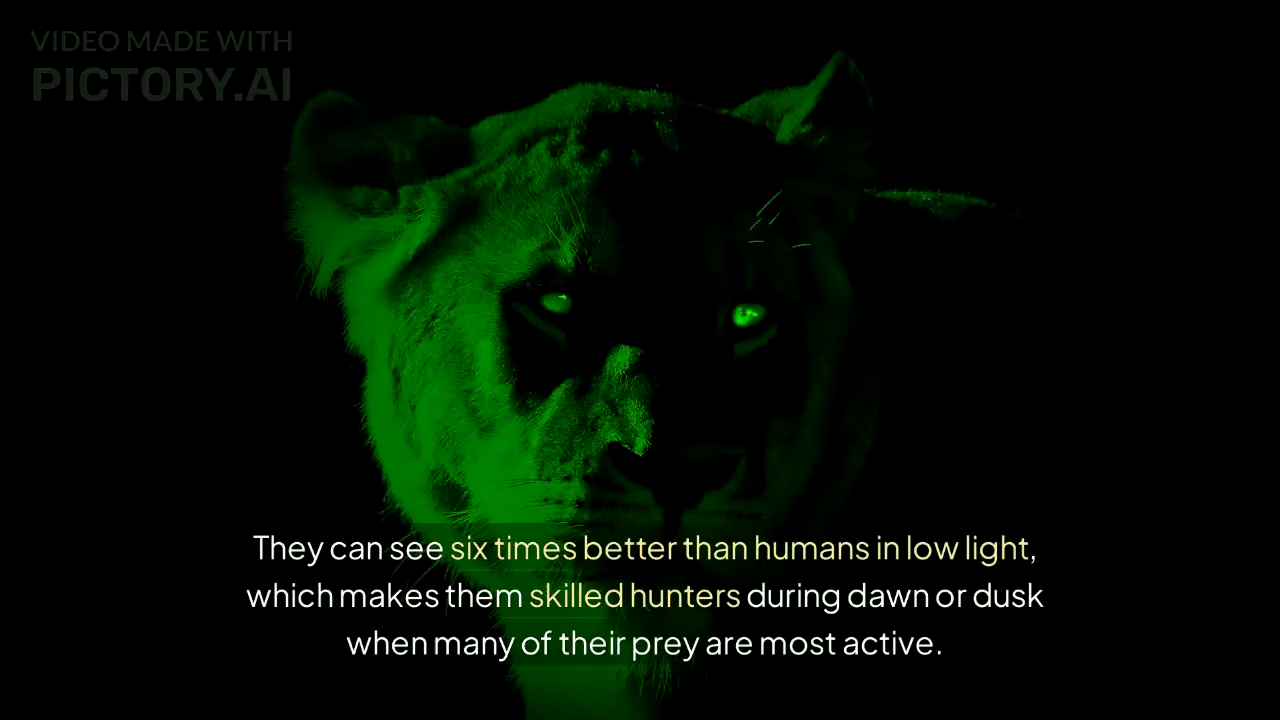 VIDEO MADE WITH
PICTORY.AI
They can see six times better than humans in low light,
which makes them skilled hunters during dawn or dusk
when many of their prey are most active.